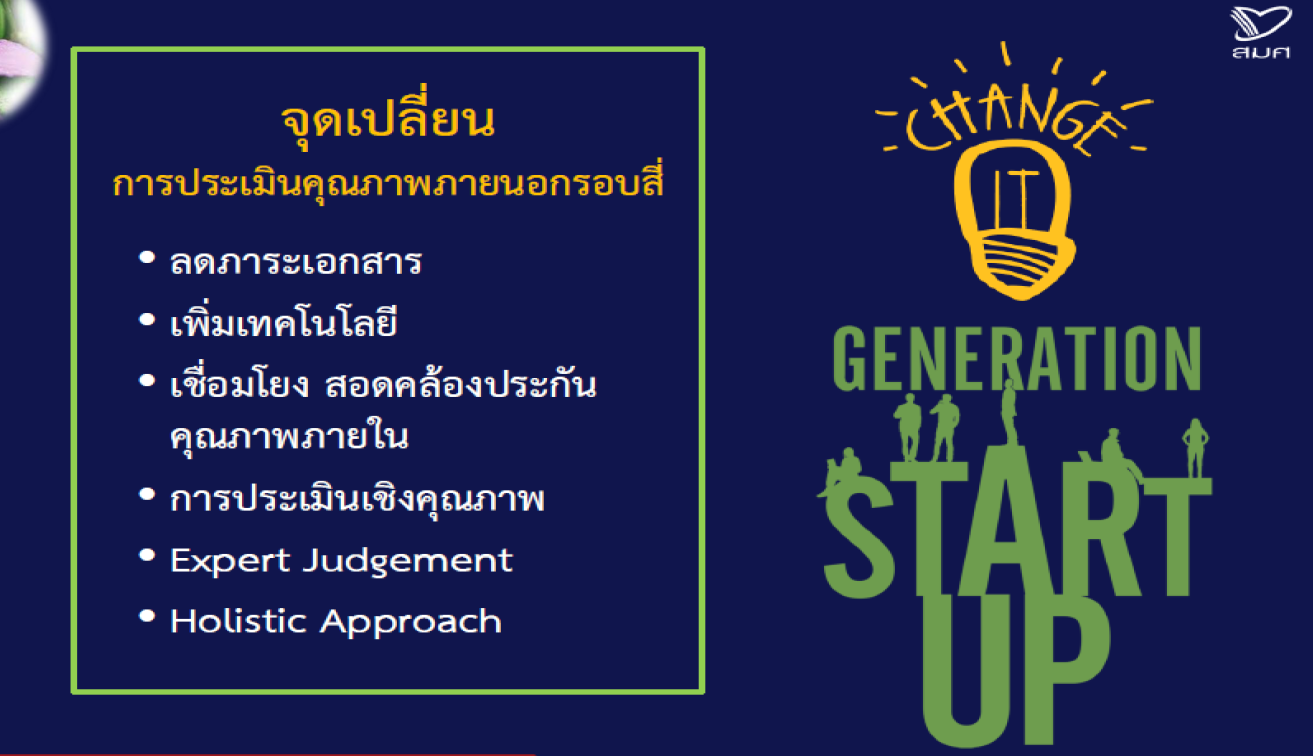 สมศ
จุดเปลี่ยน
การประเมินคุณภาพภายนอกรอบสี่
• ลดภาระเอกสาร
• เพิ่มเทคโนโลยี
• เชื่อมโยง สอดคล้องประกัน
คุณภาพภายใน
• การประเมินเชิงคุณภาพ
• Expert Judgement
• Holistic Approach
CHANGE
IT
GENERATION
START
UP